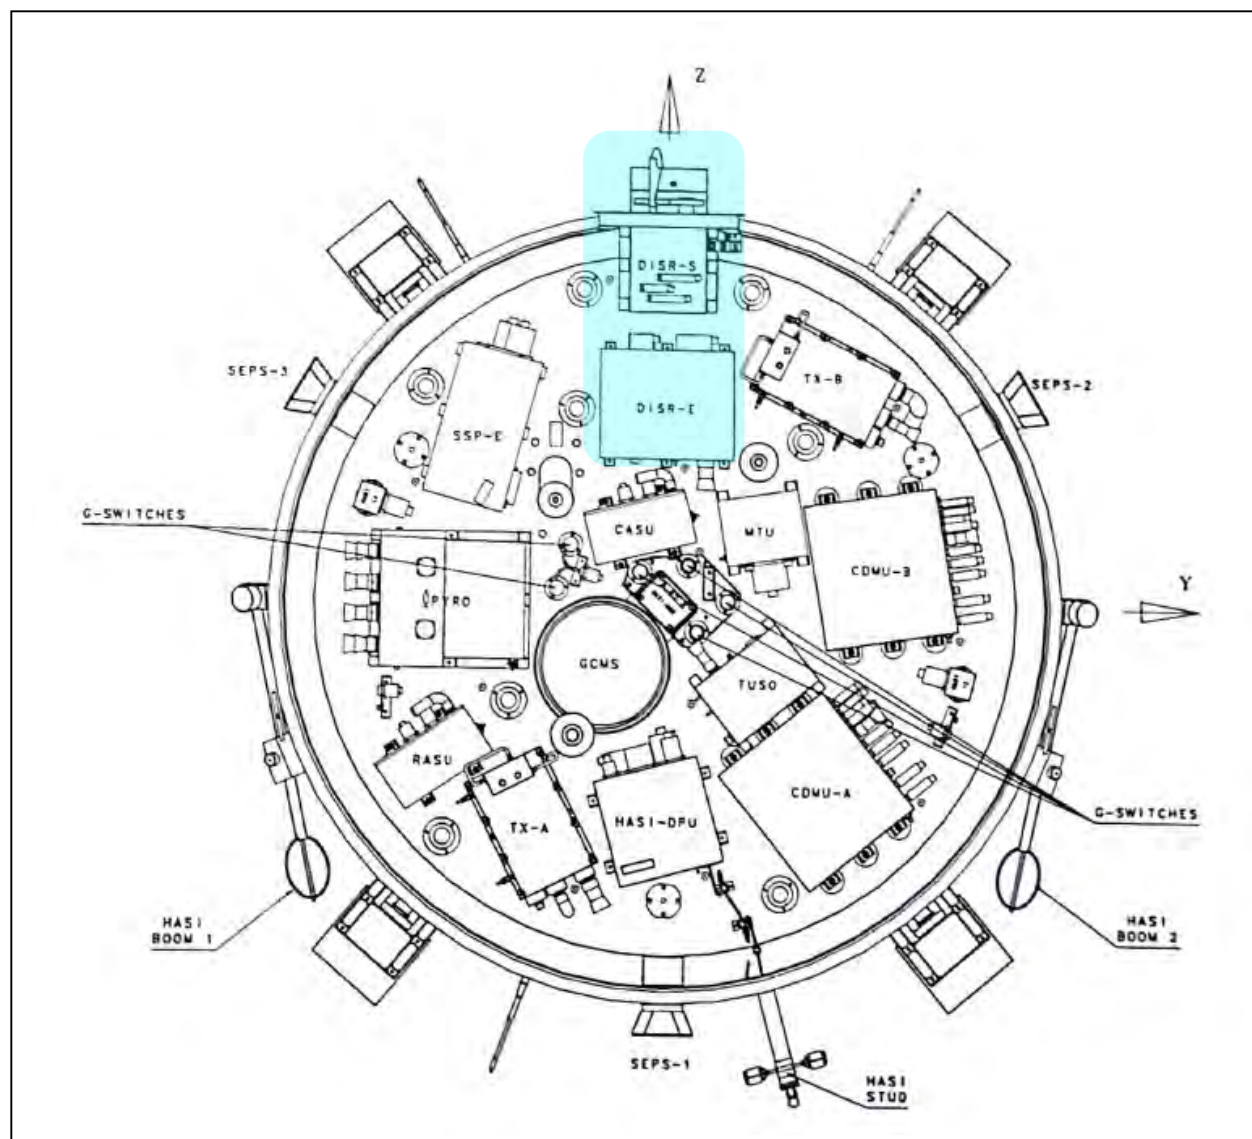 Z
DISR-S
SEPS-3
SEPS-2
TX-B
DISR-E
SSP-E
G-SWITCHES
CASU
MTU
CDMU-B
Y
PYRO
GCMS
TUSO
RASU
CDMU-A
TX-A
HASI-DPU
G-SWITCHES
HASI
BOOM 1
HASI
BOOM 2
SEPS-1
HASI
STUD